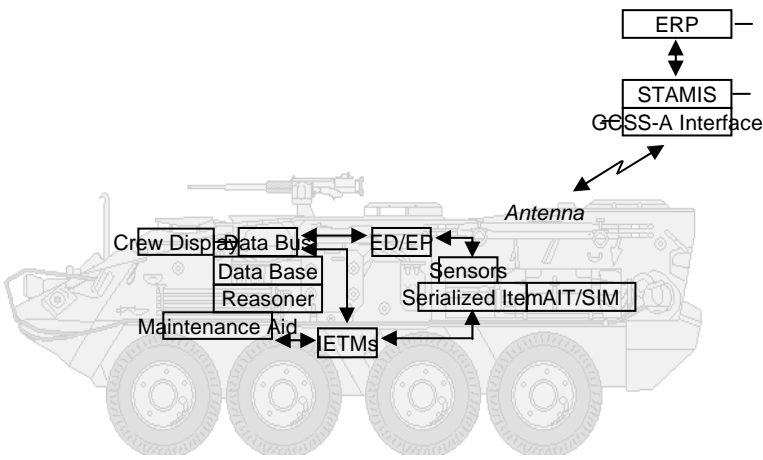 ERP
STAMIS
GCSS-A Interface
Antenna
Crew Display Data Bus ED/EP
Data Base Sensors
Reasoner Serialized Item AIT/SIM
Maintenance Aid
IETMs